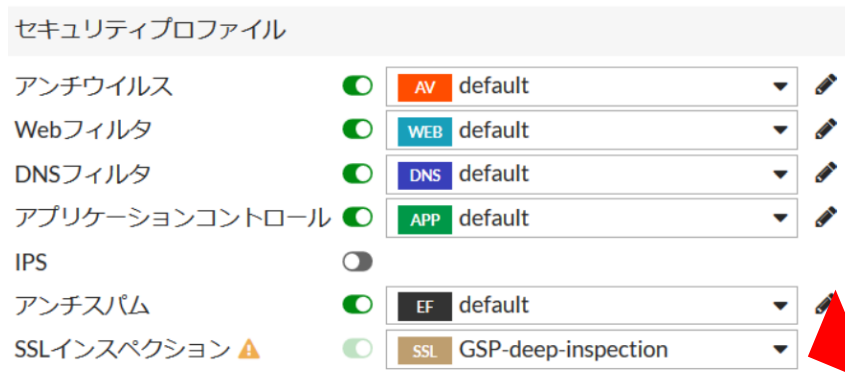 セキュリティプロファイル
アンチウイルス AV default
Webフィルタ WEB default
DNSフィルタ DNS default
アプリケーションコントロール APP default
IPS
アンチスパム EF default
SSLインスペクション SSL GSP-deep-inspection